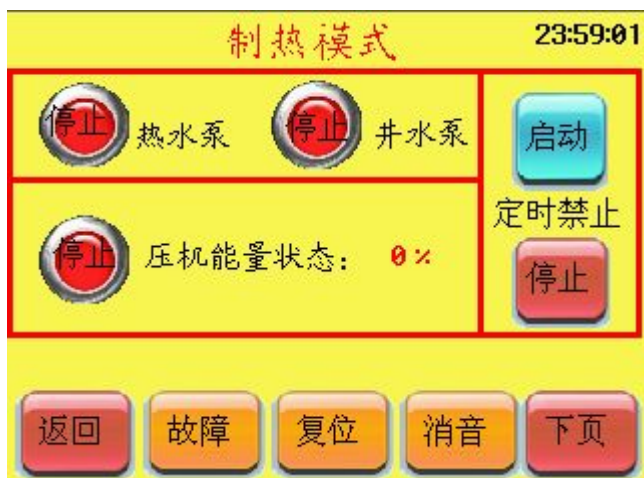 制热模式 23:59:01
停止 热水泵 停止 井水泵
启动
定时禁止
停止 压机能量状态： 0%
停止
返回 故障 复位 消音 下页